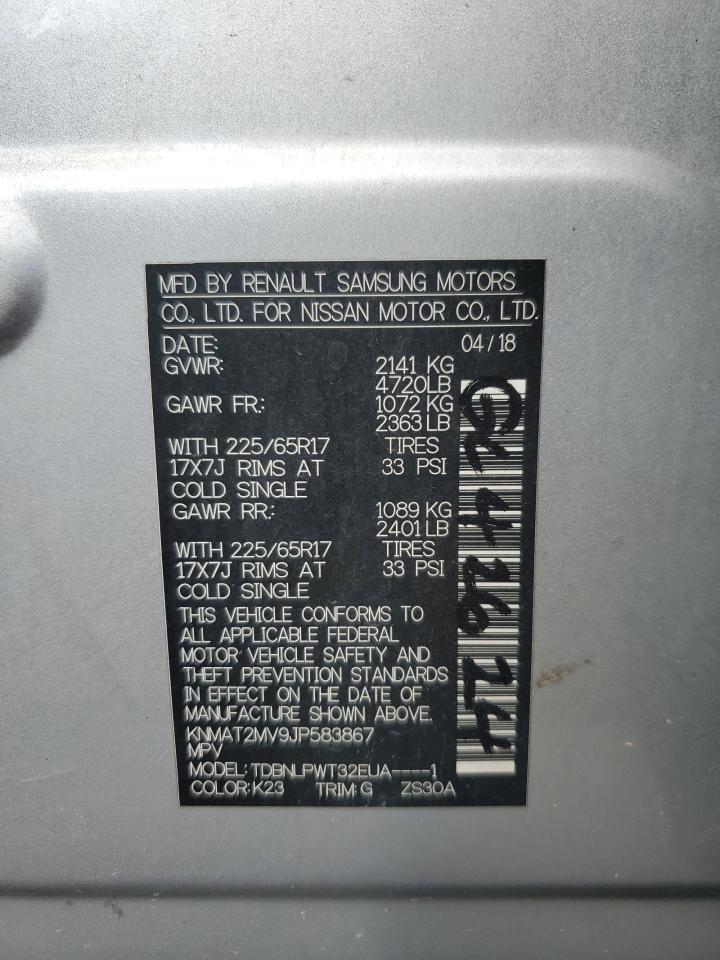 MFD BY RENAULT SAMSUNG MOTORS
CO., LTD. FOR NISSAN MOTOR CO., LTD.
DATE: 04/18
GVWR: 2141 KG
4720LB
GAWR FR.: 1072 KG
2363 LB
WITH 225/65R17 TIRES
17X7J RIMS AT 33 PSI
COLD SINGLE
GAWR RR.: 1089 KG
2401LB
WITH 225/65R17 TIRES
17X7J RIMS AT 33 PSI
COLD SINGLE
THIS VEHICLE CONFORMS TO
ALL APPLICABLE FEDERAL
MOTOR VEHICLE SAFETY AND
THEFT PREVENTION STANDARDS
IN EFFECT ON THE DATE OF
MANUFACTURE SHOWN ABOVE.
KNMAT2MV9JP583867
MPV
MODEL: TDBNLPWT32EUA----1
COLOR:K23 TRIM:G ZS30A
4 26 24